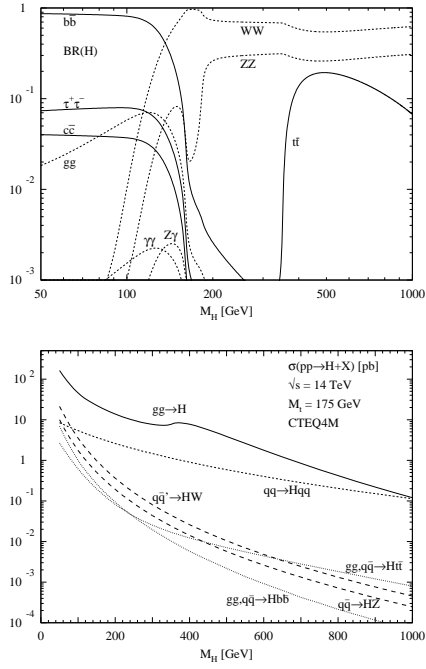 1
10⁻¹
10⁻²
10⁻³
bb̄
BR(H)
τ⁺τ⁻
cc̄
gg
γγ
Zγ
WW
ZZ
tt̄
50
100
200
500
1000
M_H [GeV]
10²
10
1
10⁻¹
10⁻²
10⁻³
10⁻⁴
σ(pp→H+X) [pb]
√s = 14 TeV
M_t = 175 GeV
CTEQ4M
gg→H
qq→Hqq
qq̄'→HW
gg,qq̄→Htt̄
gg,qq̄→Hbb̄
qq̄→HZ
0
200
400
600
800
1000
M_H [GeV]